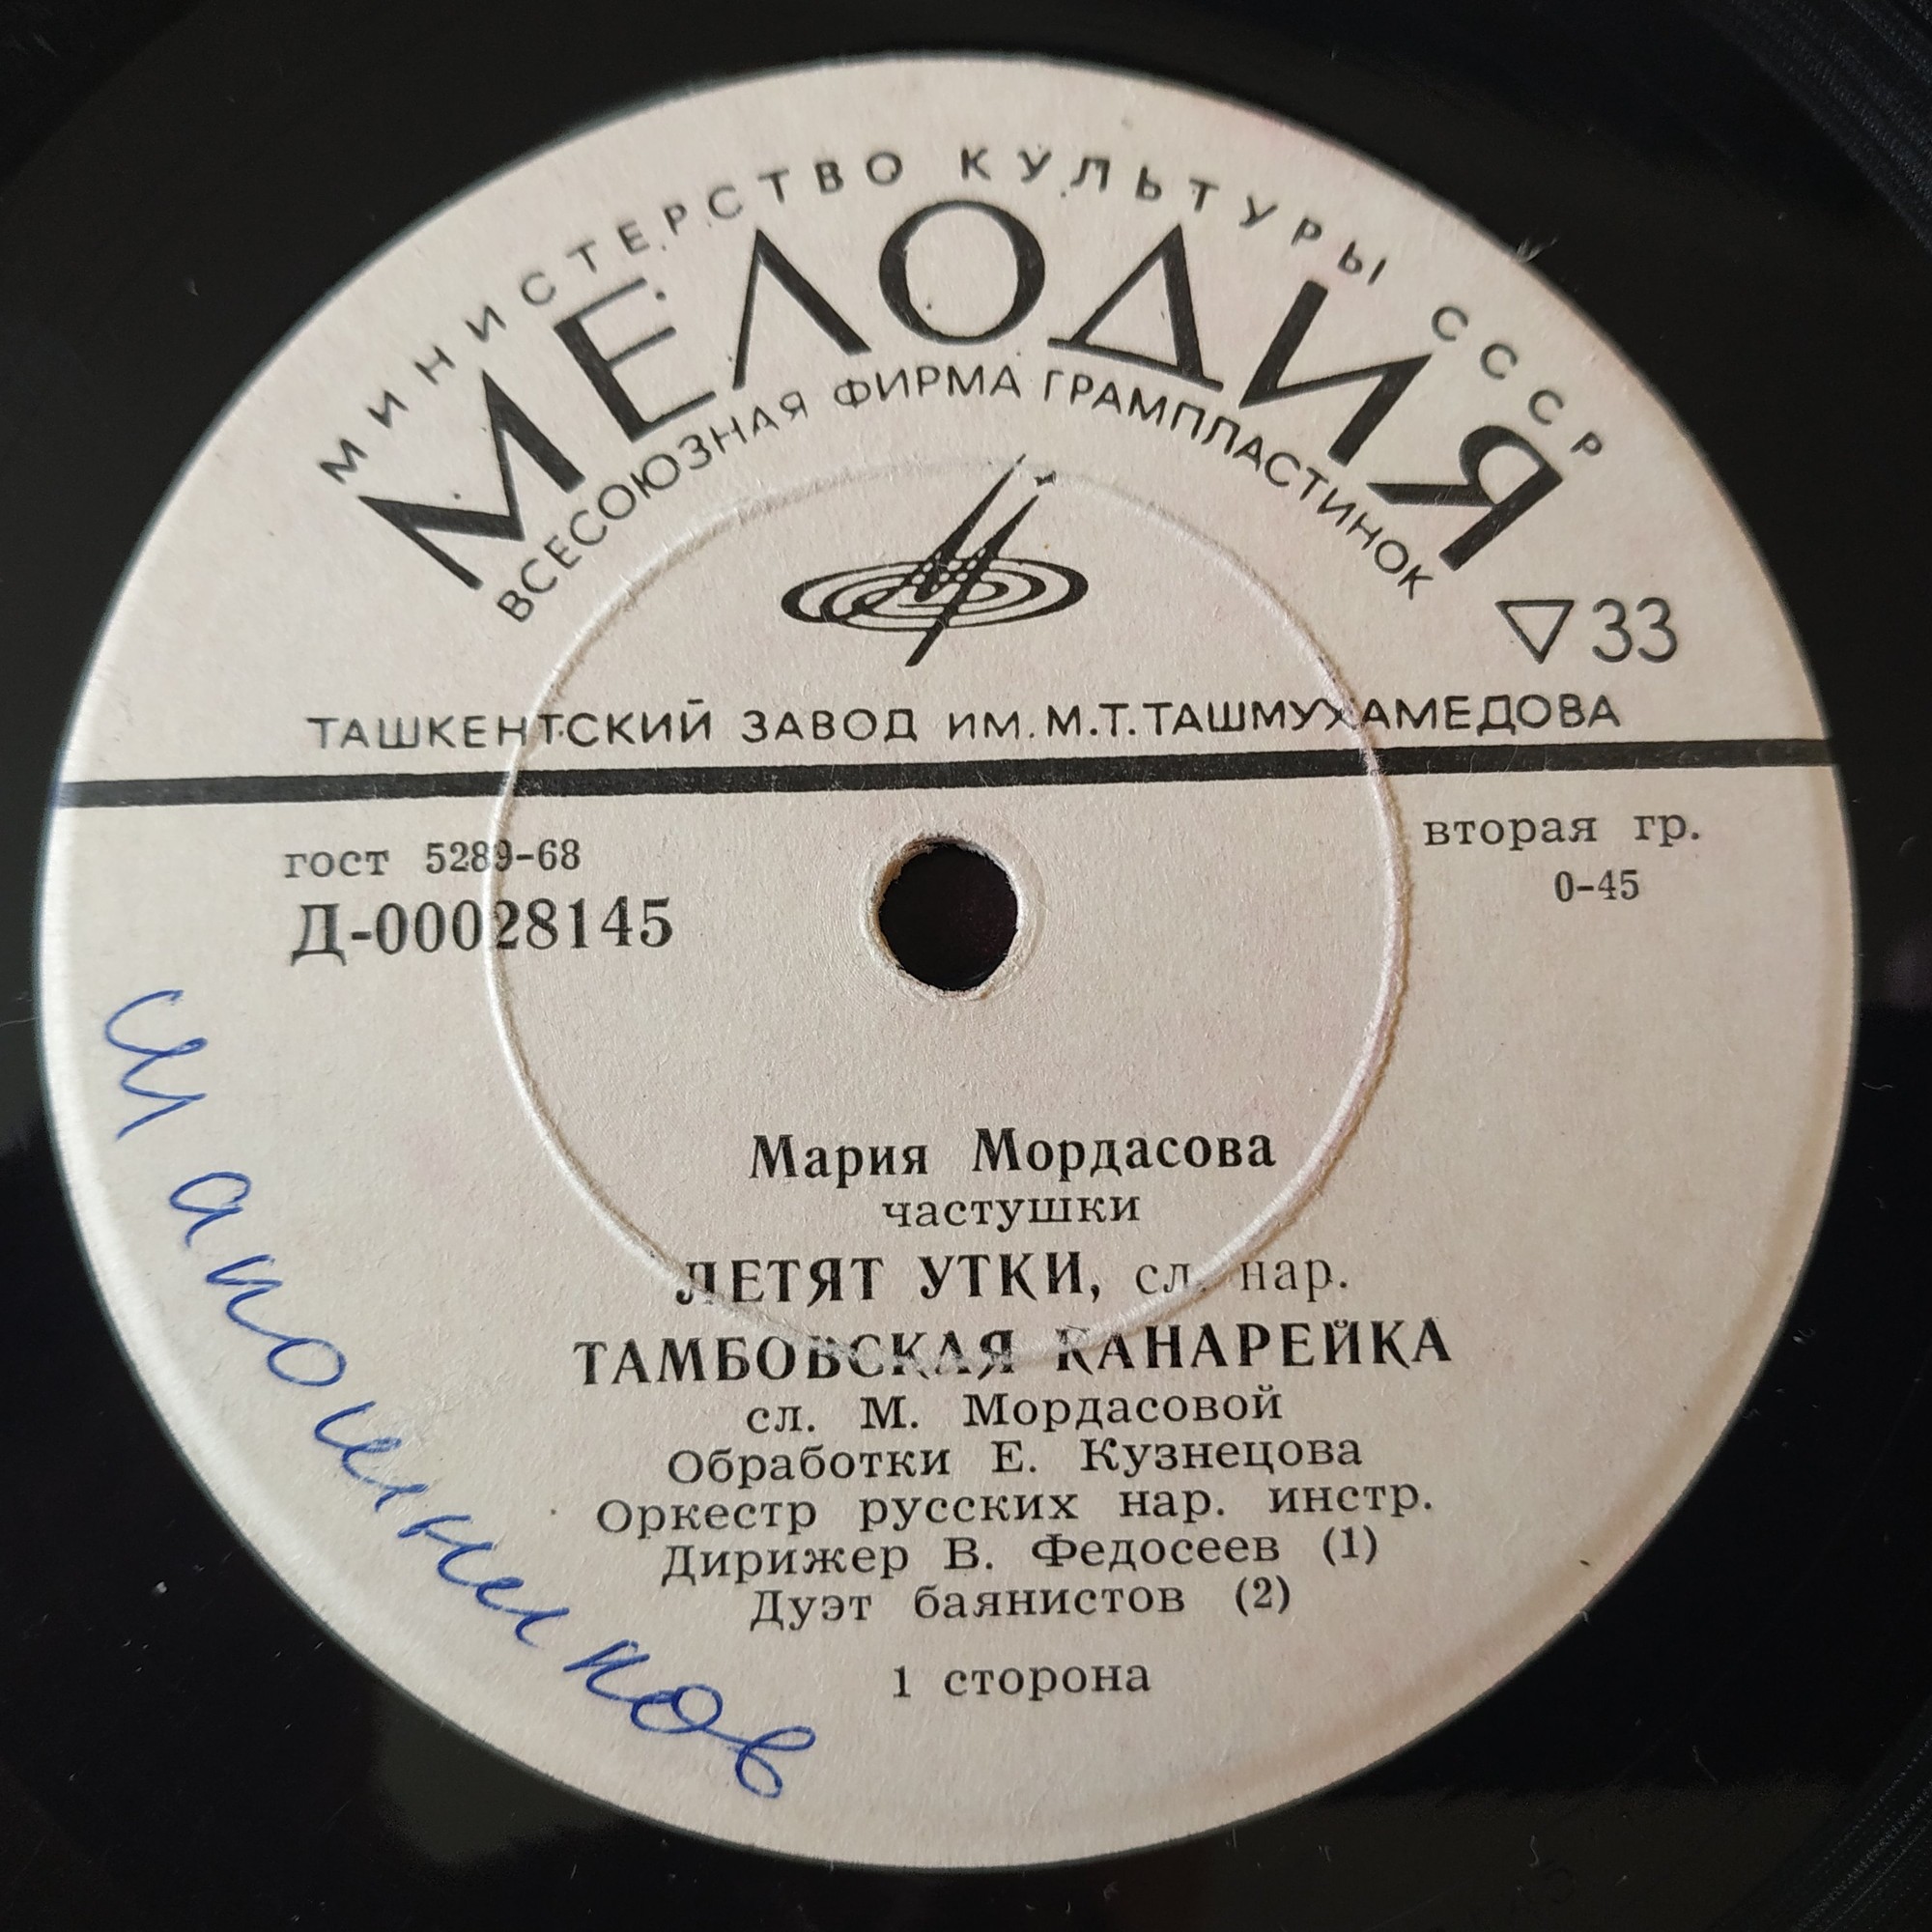 МИНИСТЕРСТВО КУЛЬТУРЫ СССР
МЕЛОДИЯ
ВСЕСОЮЗНАЯ ФИРМА ГРАМПЛАСТИНОК
▽33
ТАШКЕНТСКИЙ ЗАВОД ИМ. М.Т. ТАШМУХАМЕДОВА
гост 5289-68
вторая гр.
Д-00028145
0-45
Мария Мордасова
частушки
ЛЕТЯТ УТКИ, сл. нар.
ТАМБОВСКАЯ КАНАРЕЙКА
сл. М. Мордасовой
Обработки Е. Кузнецова
Оркестр русских нар. инстр.
Дирижер В. Федосеев (1)
Дуэт баянистов (2)
1 сторона
шапошников